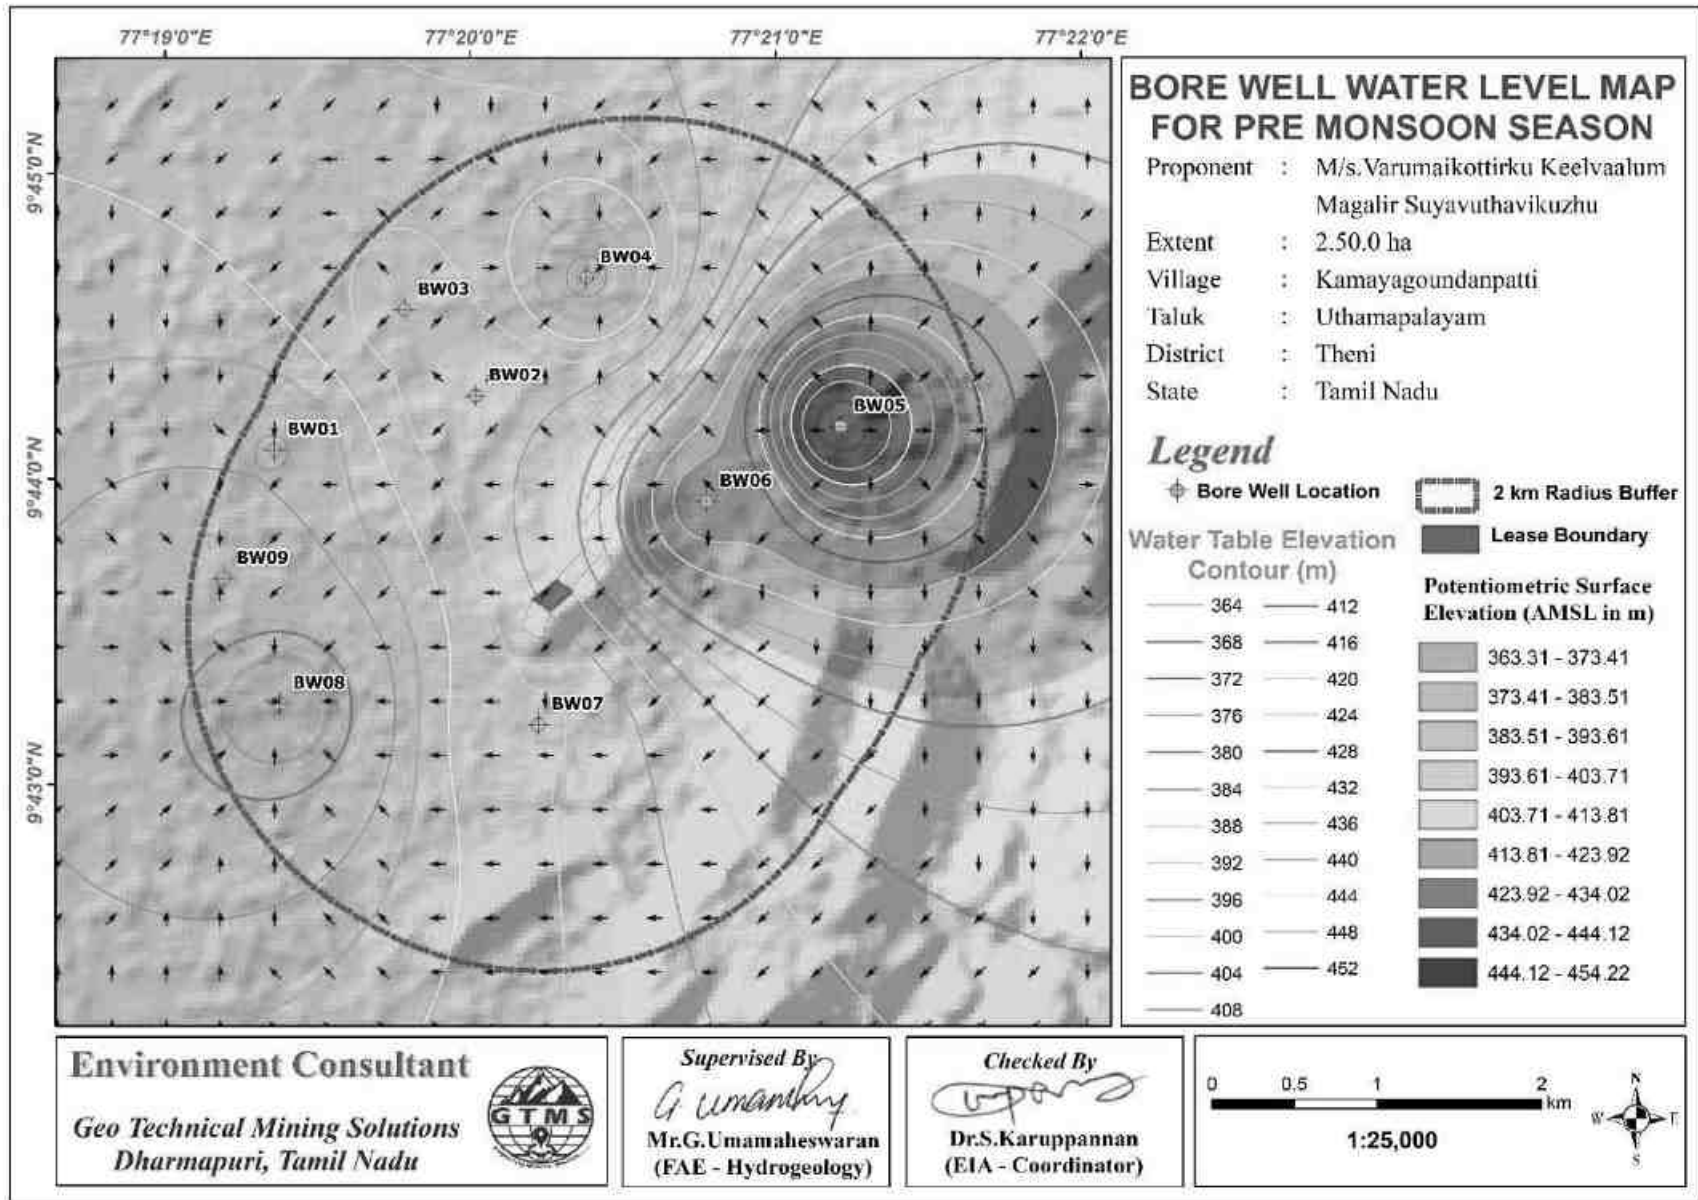 77°19'0"E
77°20'0"E
77°21'0"E
77°22'0"E
9°45'0"N
9°44'0"N
9°43'0"N
BW04
BW03
BW02
BW05
BW01
BW06
BW09
BW08
BW07
BORE WELL WATER LEVEL MAP
FOR PRE MONSOON SEASON
Proponent : M/s.Varumaikottirku Keelvaalum
Magalir Suyavuthavikuzhu
Extent : 2.50.0 ha
Village : Kamayagoundanpatti
Taluk : Uthamapalayam
District : Theni
State : Tamil Nadu
Legend
Bore Well Location
2 km Radius Buffer
Lease Boundary
Water Table Elevation
Contour (m)
364 412
368 416
372 420
376 424
380 428
384 432
388 436
392 440
396 444
400 448
404 452
408
Potentiometric Surface
Elevation (AMSL in m)
363.31 - 373.41
373.41 - 383.51
383.51 - 393.61
393.61 - 403.71
403.71 - 413.81
413.81 - 423.92
423.92 - 434.02
434.02 - 444.12
444.12 - 454.22
Environment Consultant
Geo Technical Mining Solutions
Dharmapuri, Tamil Nadu
GTMS
Supervised By
Mr.G.Umamaheswaran
(FAE - Hydrogeology)
Checked By
Dr.S.Karuppannan
(EIA - Coordinator)
0 0.5 1 2
km
1:25,000
N
W E
S